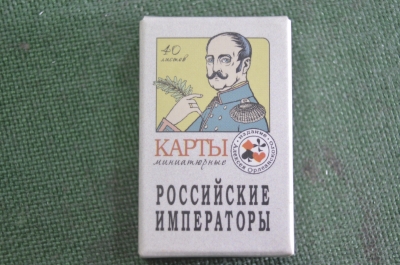 40
листов
КАРТЫ
миниатюрные
РОССИЙСКИЕ
ИМПЕРАТОРЫ